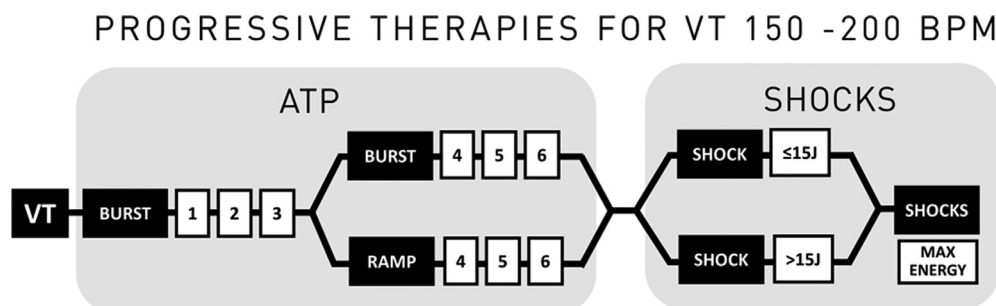 PROGRESSIVE THERAPIES FOR VT 150 -200 BPM
ATP
SHOCKS
BURST 4 5 6
SHOCK ≤15J
VT BURST 1 2 3
SHOCKS
RAMP 4 5 6
SHOCK >15J
MAX
ENERGY